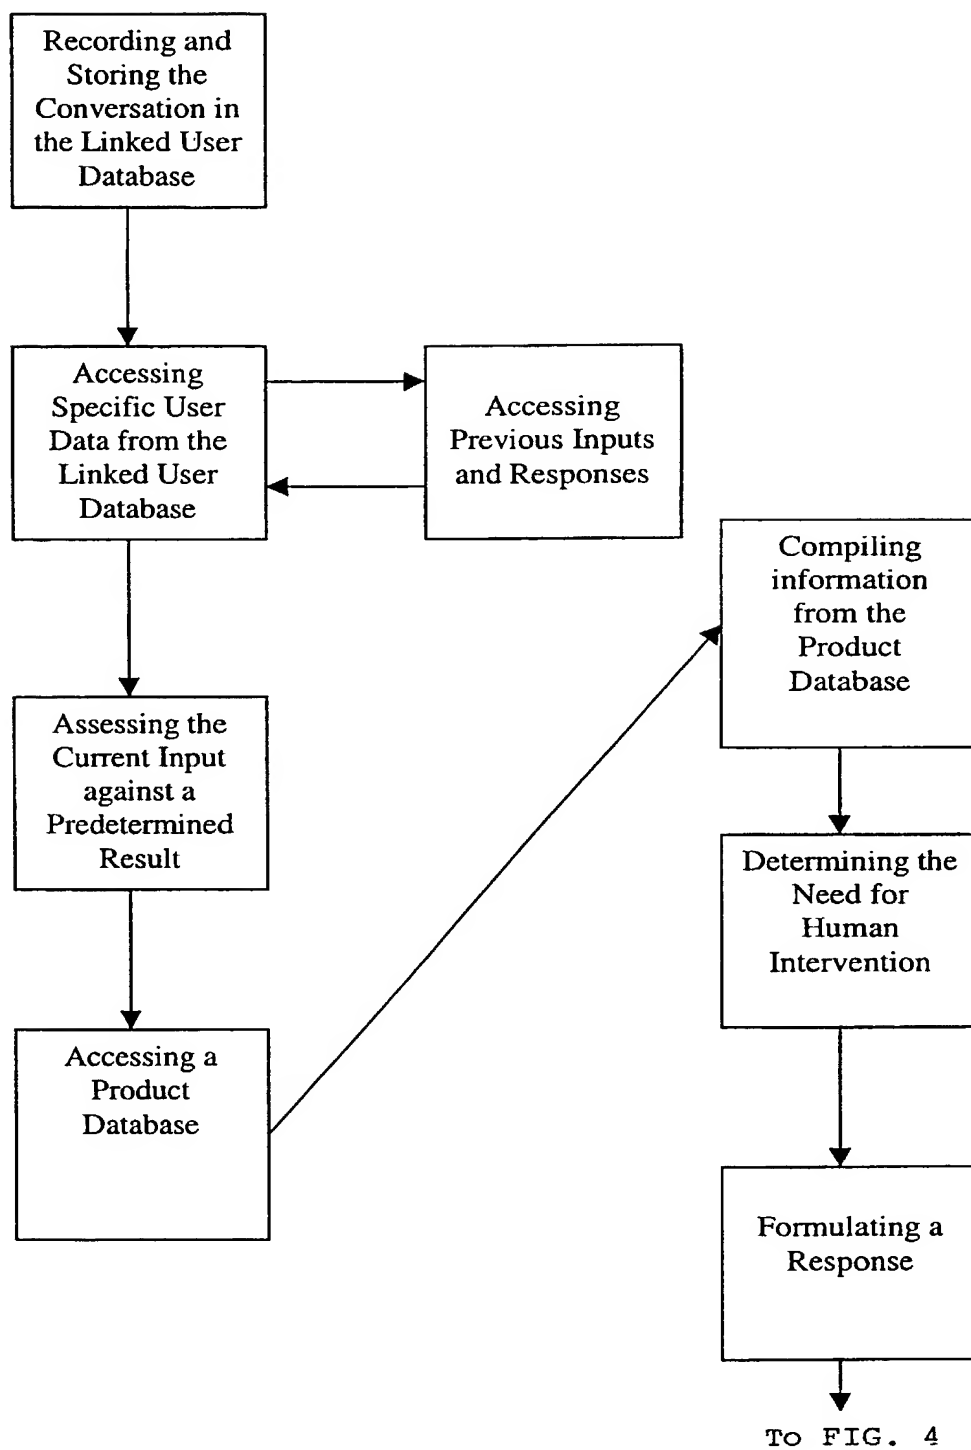 Recording and
Storing the
Conversation in
the Linked User
Database
Accessing
Specific User
Data from the
Linked User
Database
Accessing
Previous Inputs
and Responses
Assessing the
Current Input
against a
Predetermined
Result
Accessing a
Product
Database
Compiling
information
from the
Product
Database
Determining the
Need for
Human
Intervention
Formulating a
Response
To FIG. 4